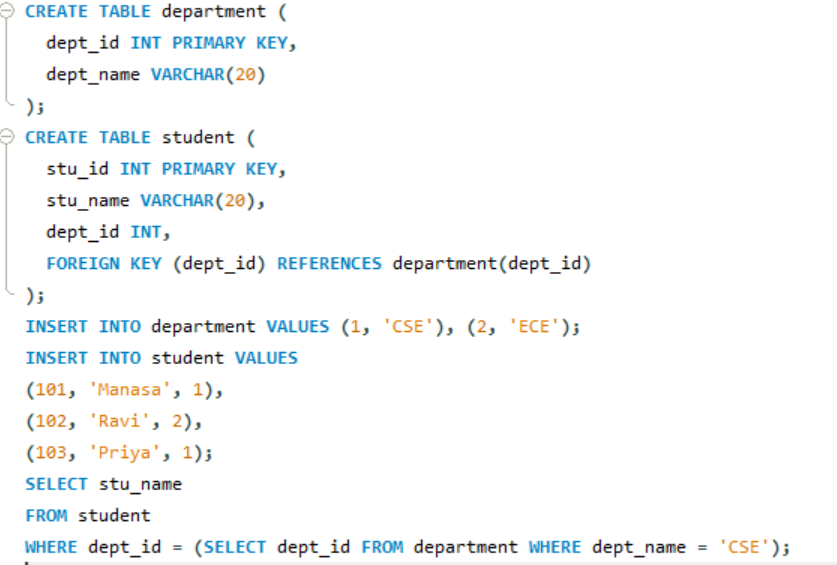 CREATE TABLE department (
dept_id INT PRIMARY KEY,
dept_name VARCHAR(20)
);
CREATE TABLE student (
stu_id INT PRIMARY KEY,
stu_name VARCHAR(20),
dept_id INT,
FOREIGN KEY (dept_id) REFERENCES department(dept_id)
);
INSERT INTO department VALUES (1, 'CSE'), (2, 'ECE');
INSERT INTO student VALUES
(101, 'Manasa', 1),
(102, 'Ravi', 2),
(103, 'Priya', 1);
SELECT stu_name
FROM student
WHERE dept_id = (SELECT dept_id FROM department WHERE dept_name = 'CSE');